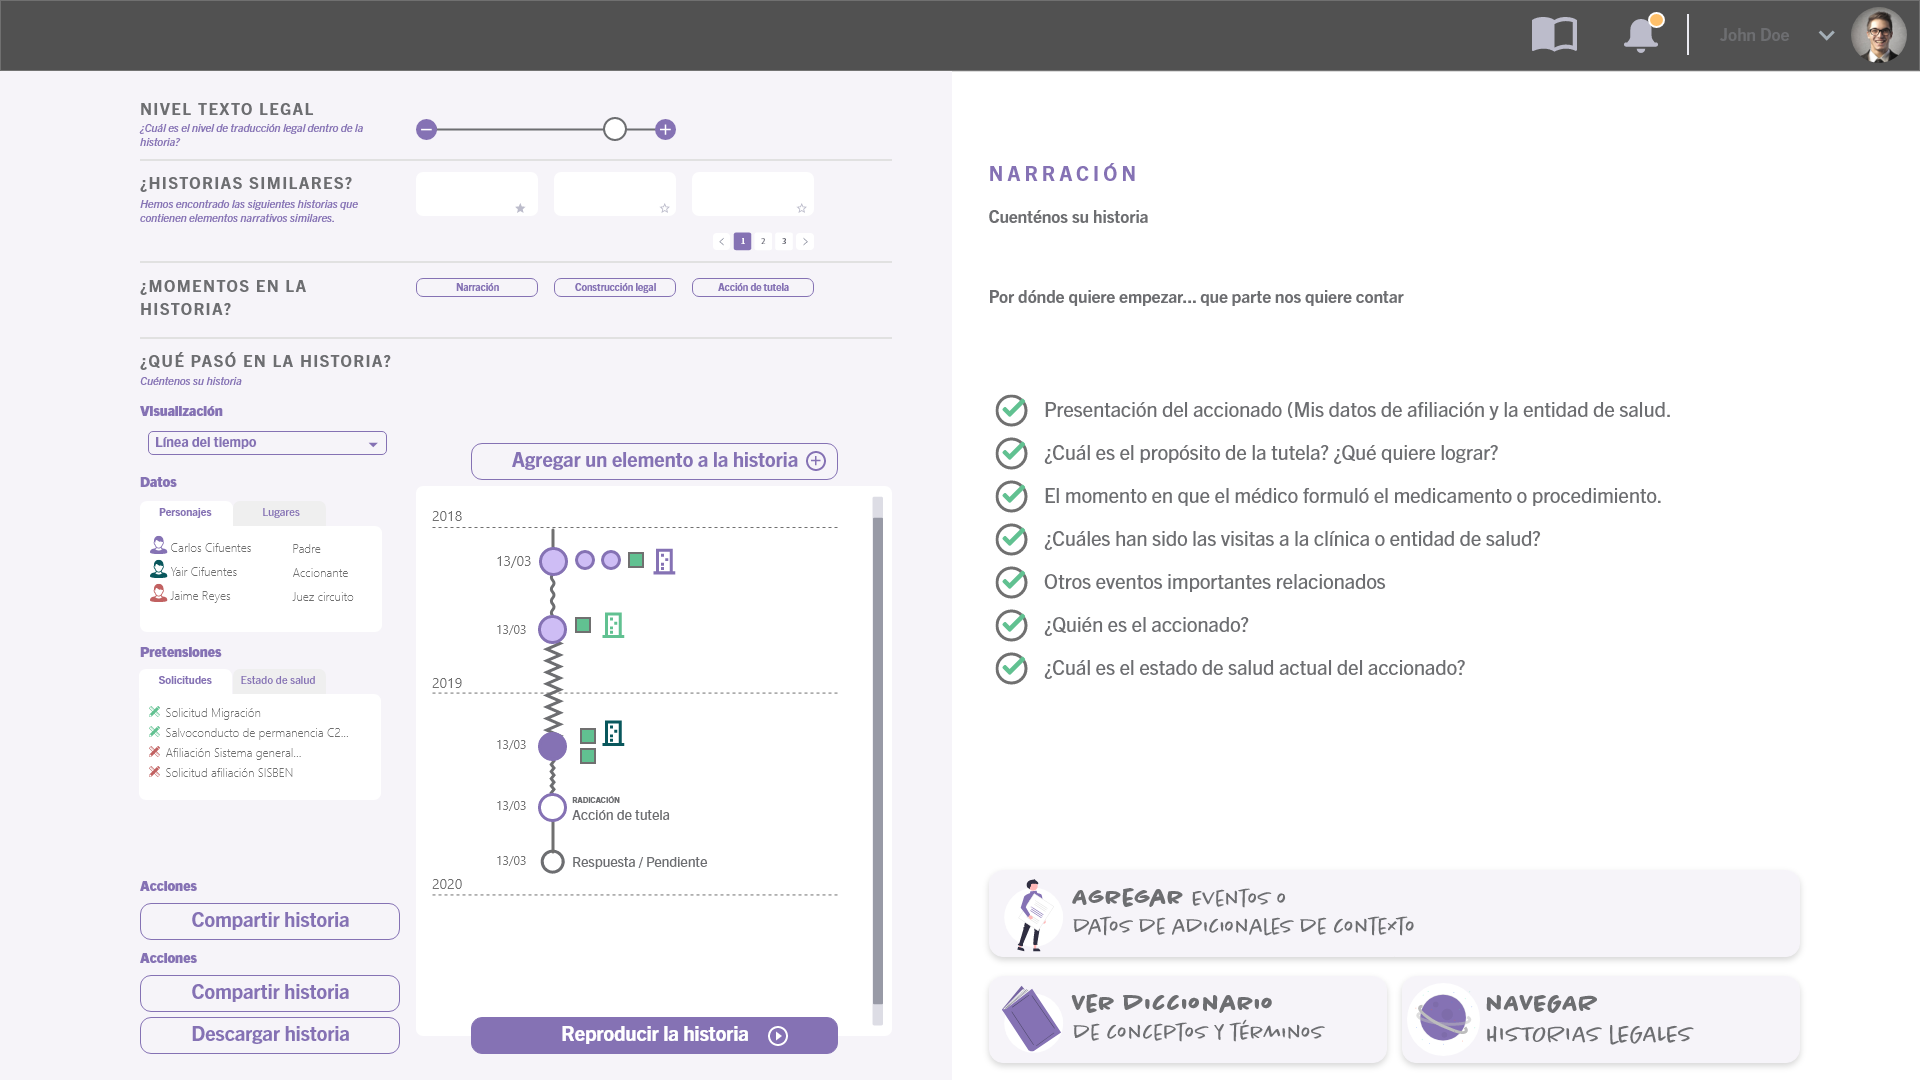 John Doe
NIVEL TEXTO LEGAL
¿Cuál es el nivel de traducción legal dentro de la
historia?
¿HISTORIAS SIMILARES?
Hemos encontrado las siguientes historias que
contienen elementos narrativos similares.
1 2 3
¿MOMENTOS EN LA
HISTORIA?
Narración
Construcción legal
Acción de tutela
¿QUÉ PASÓ EN LA HISTORIA?
Cuéntenos su historia
Visualización
Línea del tiempo
Datos
Personajes Lugares
Carlos Cifuentes Padre
Yair Cifuentes Accionante
Jaime Reyes Juez circuito
Pretensiones
Solicitudes Estado de salud
Solicitud Migración
Salvoconducto de permanencia C2...
Afiliación Sistema general...
Solicitud afiliación SISBEN
Acciones
Compartir historia
Acciones
Compartir historia
Descargar historia
Agregar un elemento a la historia
2018
13/03
13/03
2019
13/03
13/03
RADICACIÓN
Acción de tutela
13/03
Respuesta / Pendiente
2020
Reproducir la historia
NARRACIÓN
Cuenténos su historia
Por dónde quiere empezar... que parte nos quiere contar
Presentación del accionado (Mis datos de afiliación y la entidad de salud.
¿Cuál es el propósito de la tutela? ¿Qué quiere lograr?
El momento en que el médico formuló el medicamento o procedimiento.
¿Cuáles han sido las visitas a la clínica o entidad de salud?
Otros eventos importantes relacionados
¿Quién es el accionado?
¿Cuál es el estado de salud actual del accionado?
AGREGAR EVENTOS O
DATOS DE ADICIONALES DE CONTEXTO
VER DICCIONARIO
DE CONCEPTOS Y TÉRMINOS
NAVEGAR
HISTORIAS LEGALES